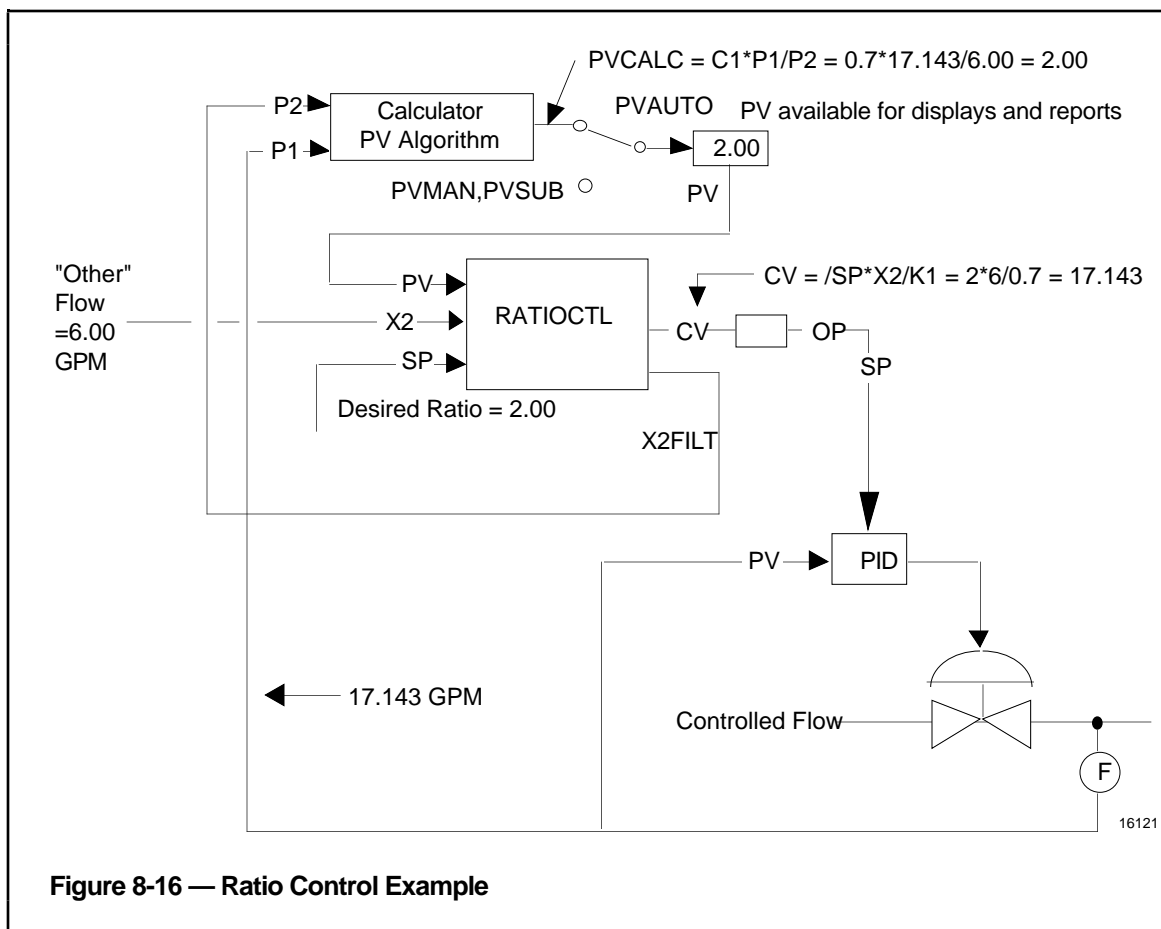 PVCALC = C1*P1/P2 = 0.7*17.143/6.00 = 2.00
P2
Calculator
PV Algorithm
PVAUTO
PV available for displays and reports
P1
2.00
PVMAN,PVSUB
PV
"Other"
Flow
=6.00
GPM
PV
X2
SP
RATIOCTL
CV = /SP*X2/K1 = 2*6/0.7 = 17.143
CV
OP
SP
Desired Ratio = 2.00
X2FILT
PV
PID
17.143 GPM
Controlled Flow
F
16121
Figure 8-16 — Ratio Control Example